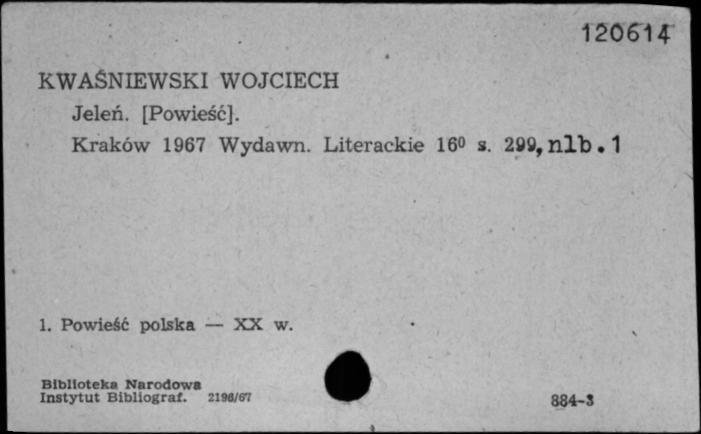 120614
KWAŚNIEWSKI WOJCIECH
Jeleń. [Powieść].
Kraków 1967 Wydawn. Literackie 16⁰ s. 299, nlb. 1
1. Powieść polska — XX w.
Biblioteka Narodowa
Instytut Bibliograf. 2196/67
884-3